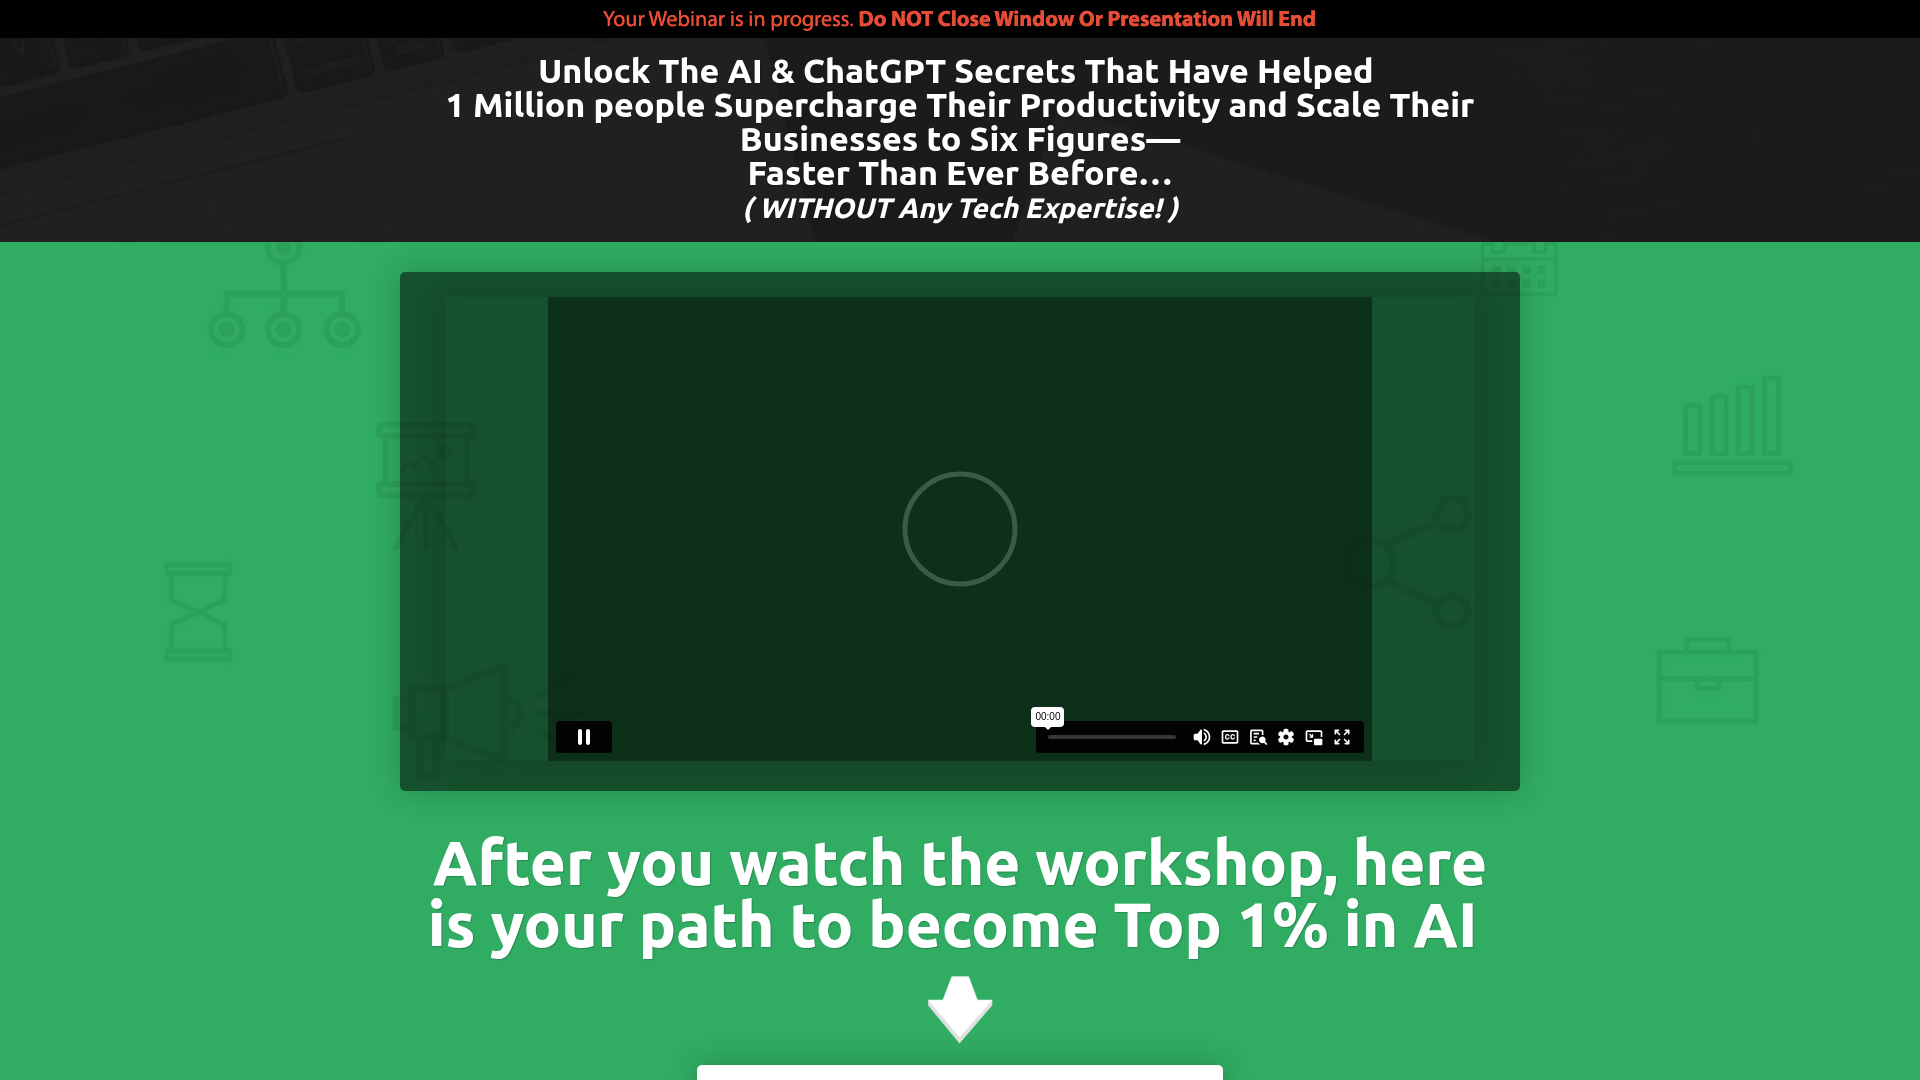 Your Webinar is in progress. Do NOT Close Window Or Presentation Will End
Unlock The AI & ChatGPT Secrets That Have Helped
1 Million people Supercharge Their Productivity and Scale Their
Businesses to Six Figures—
Faster Than Ever Before…
( WITHOUT Any Tech Expertise! )
00:00
CC
After you watch the workshop, here
is your path to become Top 1% in AI